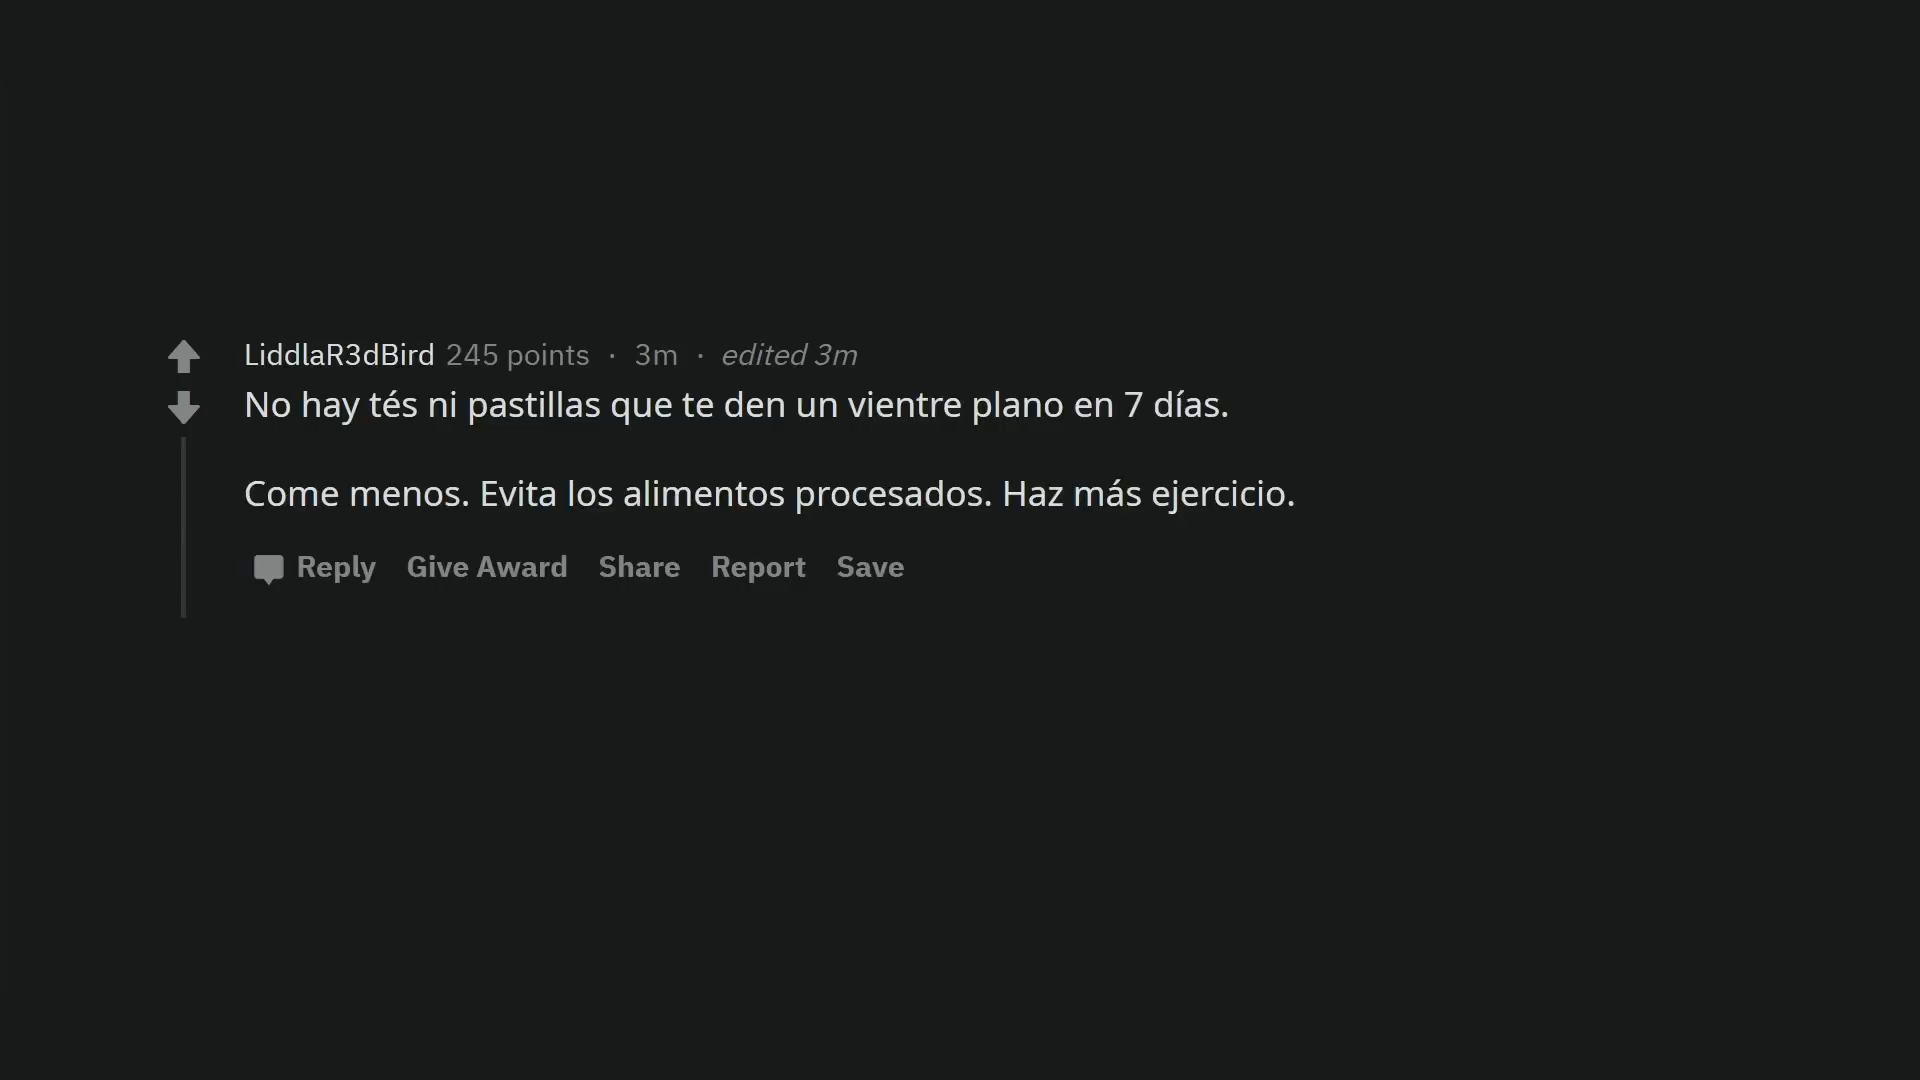 LiddlaR3dBird 245 points · 3m · edited 3m
No hay tés ni pastillas que te den un vientre plano en 7 días.
Come menos. Evita los alimentos procesados. Haz más ejercicio.
Reply Give Award Share Report Save